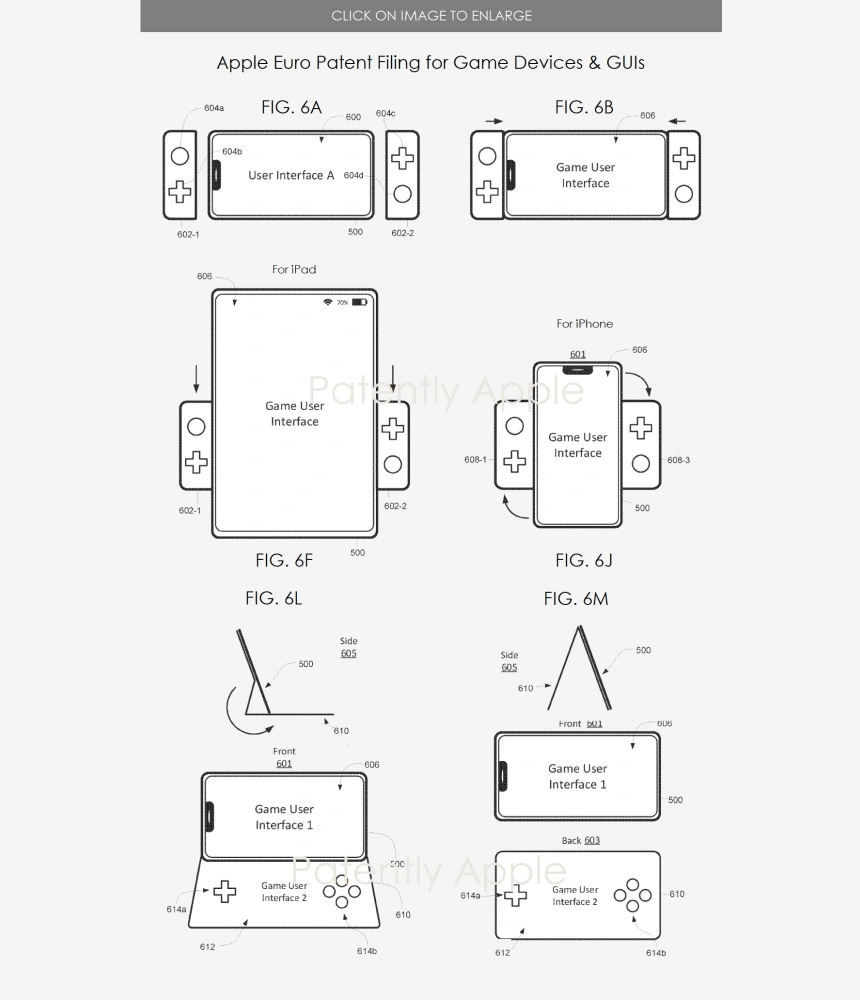 CLICK ON IMAGE TO ENLARGE
Apple Euro Patent Filing for Game Devices & GUIs
FIG. 6A
604a
600
604c
604b
User Interface A
604d
602-1
500
602-2
FIG. 6B
606
Game User
Interface
For iPad
606
70%
Game User
Interface
602-1
602-2
500
FIG. 6F
For iPhone
601
606
Game User
Interface
608-1
608-3
500
FIG. 6J
Patently Apple
FIG. 6L
Side
605
500
610
Front
601
606
Game User
Interface 1
500
Game User
Interface 2
614a
610
612
614b
FIG. 6M
Side
605
500
610
Front 601
606
Game User
Interface 1
500
Back 603
614a
Game User
Interface 2
610
612
614b
Patently Apple